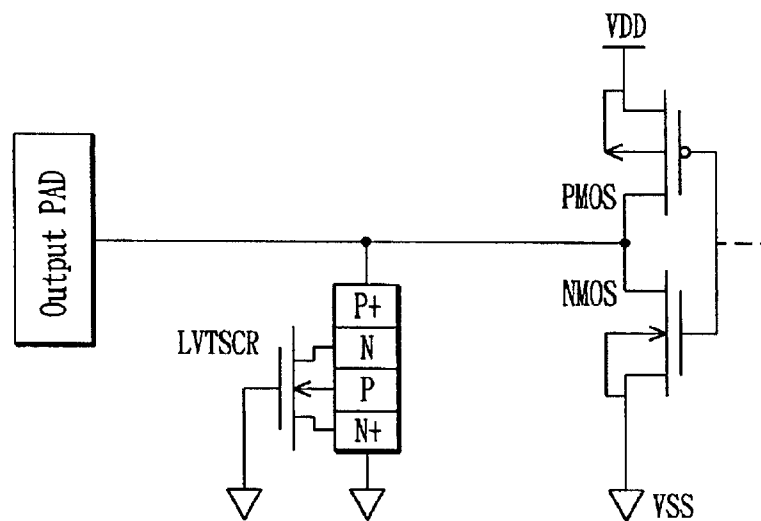 VDD
Output PAD
PMOS
NMOS
P+
LVTSCR
N
P
N+
VSS